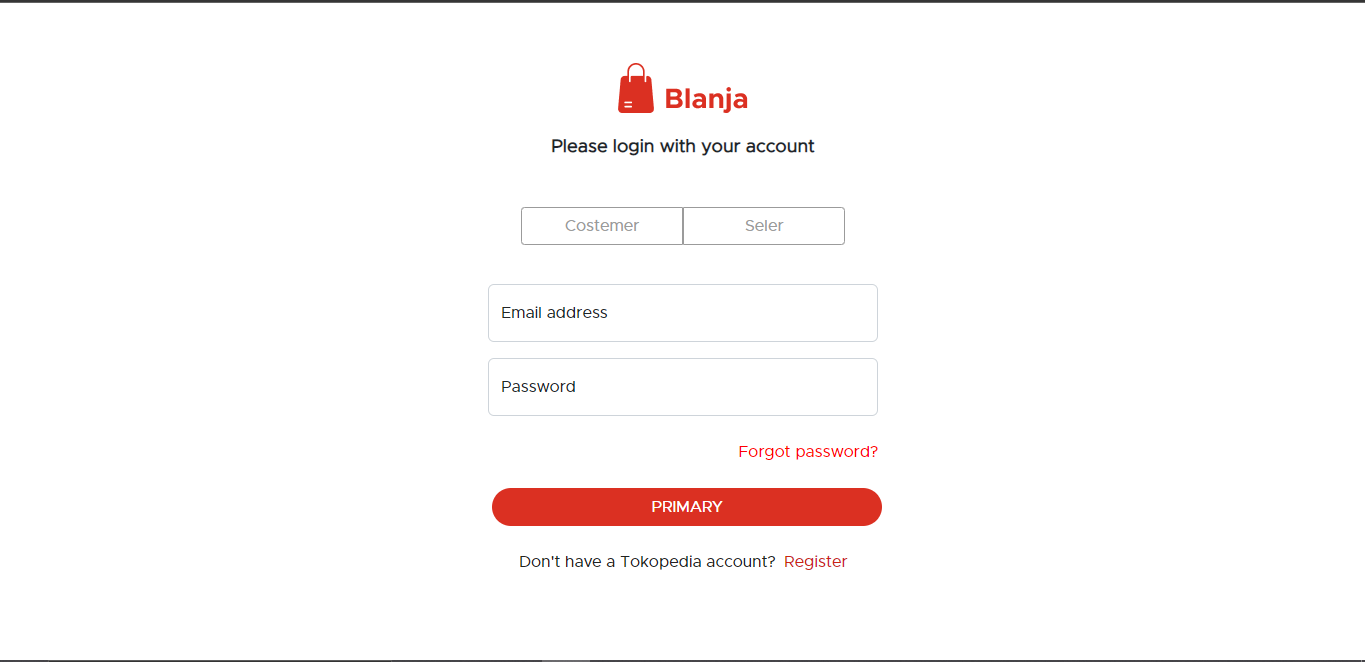 Blanja
Please login with your account
Costemer Seler
Email address
Password
Forgot password?
PRIMARY
Don't have a Tokopedia account? Register